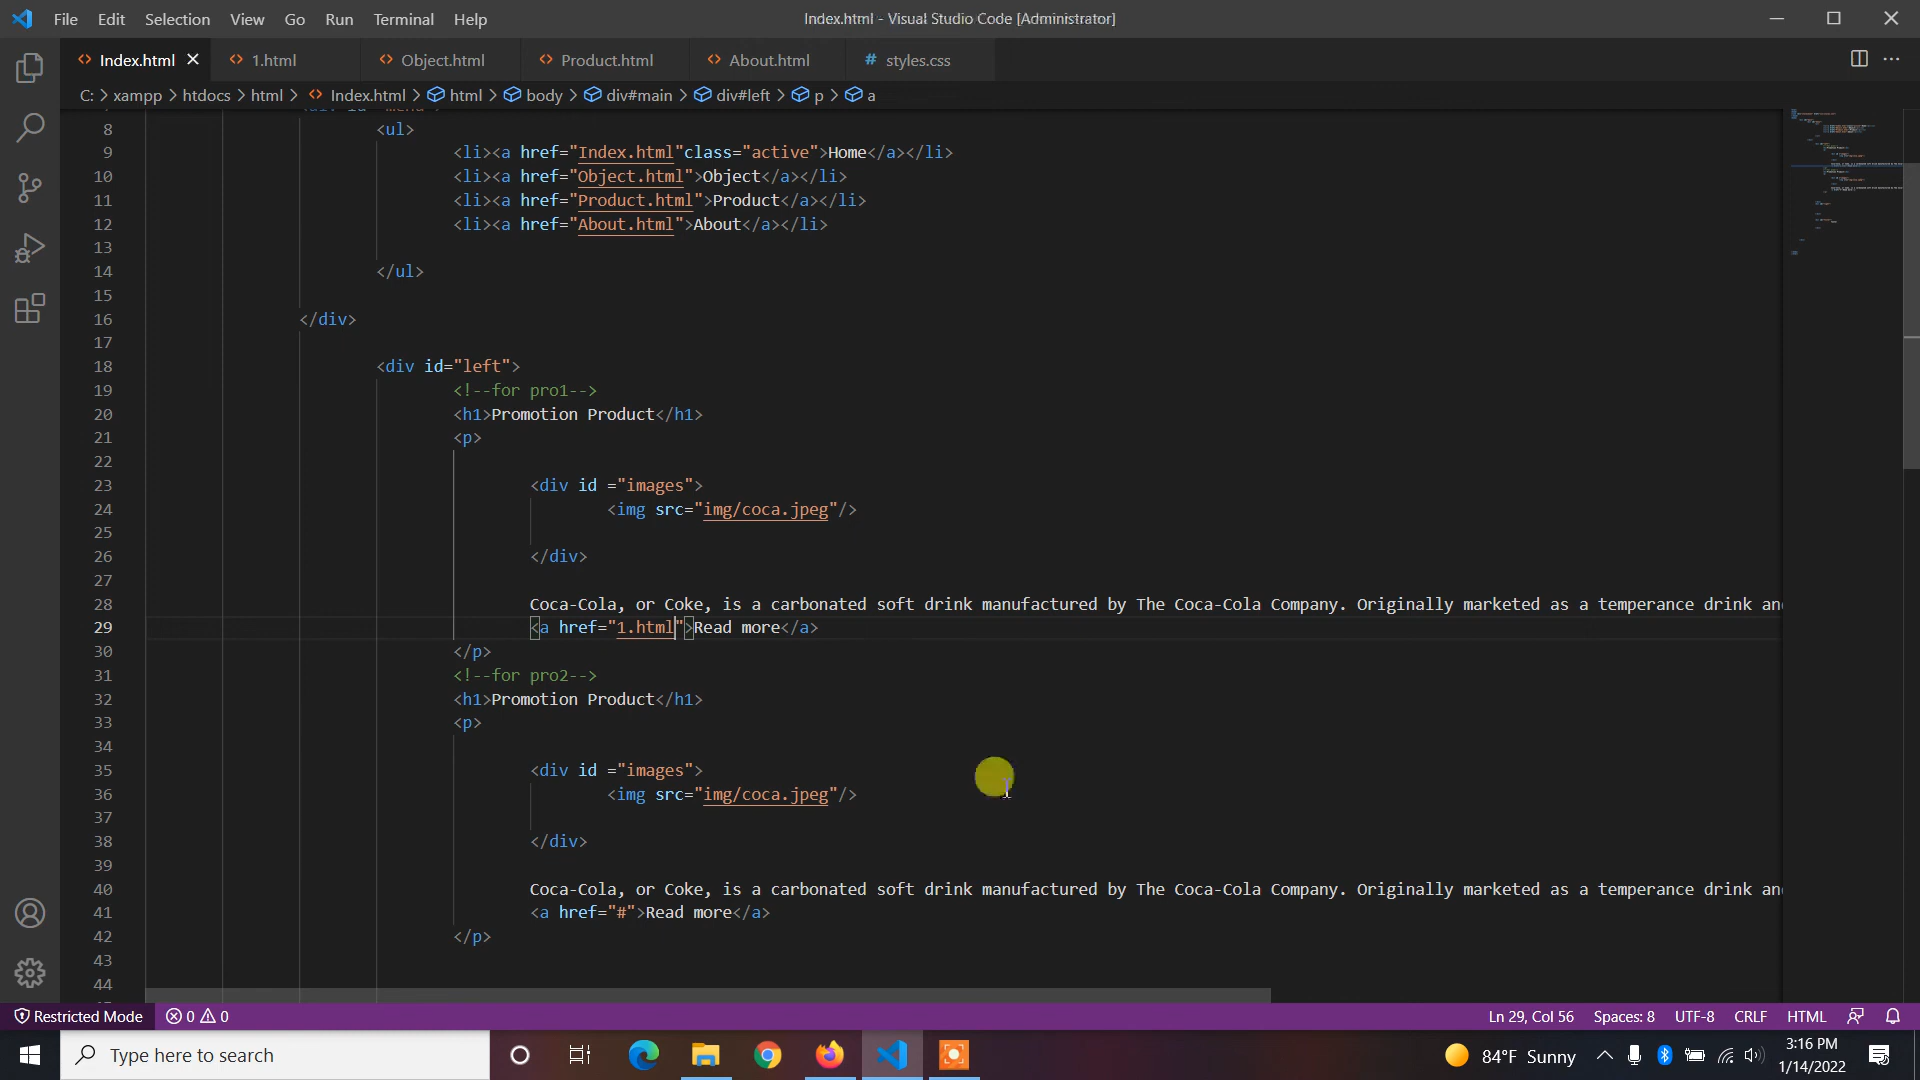 File Edit Selection View Go Run Terminal Help Index.html - Visual Studio Code [Administrator]
Index.html 1.html Object.html Product.html About.html # styles.css
C: > xampp > htdocs > html > Index.html > html > body > div#main > div#left > p > a
8 <ul>
9 <li><a href="Index.html"class="active">Home</a></li>
10 <li><a href="Object.html">Object</a></li>
11 <li><a href="Product.html">Product</a></li>
12 <li><a href="About.html">About</a></li>
13
14 </ul>
15
16 </div>
17
18 <div id="left">
19 <!--for pro1-->
20 <h1>Promotion Product</h1>
21 <p>
22
23 <div id ="images">
24 <img src="img/coca.jpeg"/>
25
26 </div>
27
28 Coca-Cola, or Coke, is a carbonated soft drink manufactured by The Coca-Cola Company. Originally marketed as a temperance drink an
29 <a href="1.html">Read more</a>
30 </p>
31 <!--for pro2-->
32 <h1>Promotion Product</h1>
33 <p>
34
35 <div id ="images">
36 <img src="img/coca.jpeg"/>
37
38 </div>
39
40 Coca-Cola, or Coke, is a carbonated soft drink manufactured by The Coca-Cola Company. Originally marketed as a temperance drink an
41 <a href="#">Read more</a>
42 </p>
43
44
Restricted Mode 0 0 Ln 29, Col 56 Spaces: 8 UTF-8 CRLF HTML
Type here to search 84°F Sunny 3:16 PM
1/14/2022